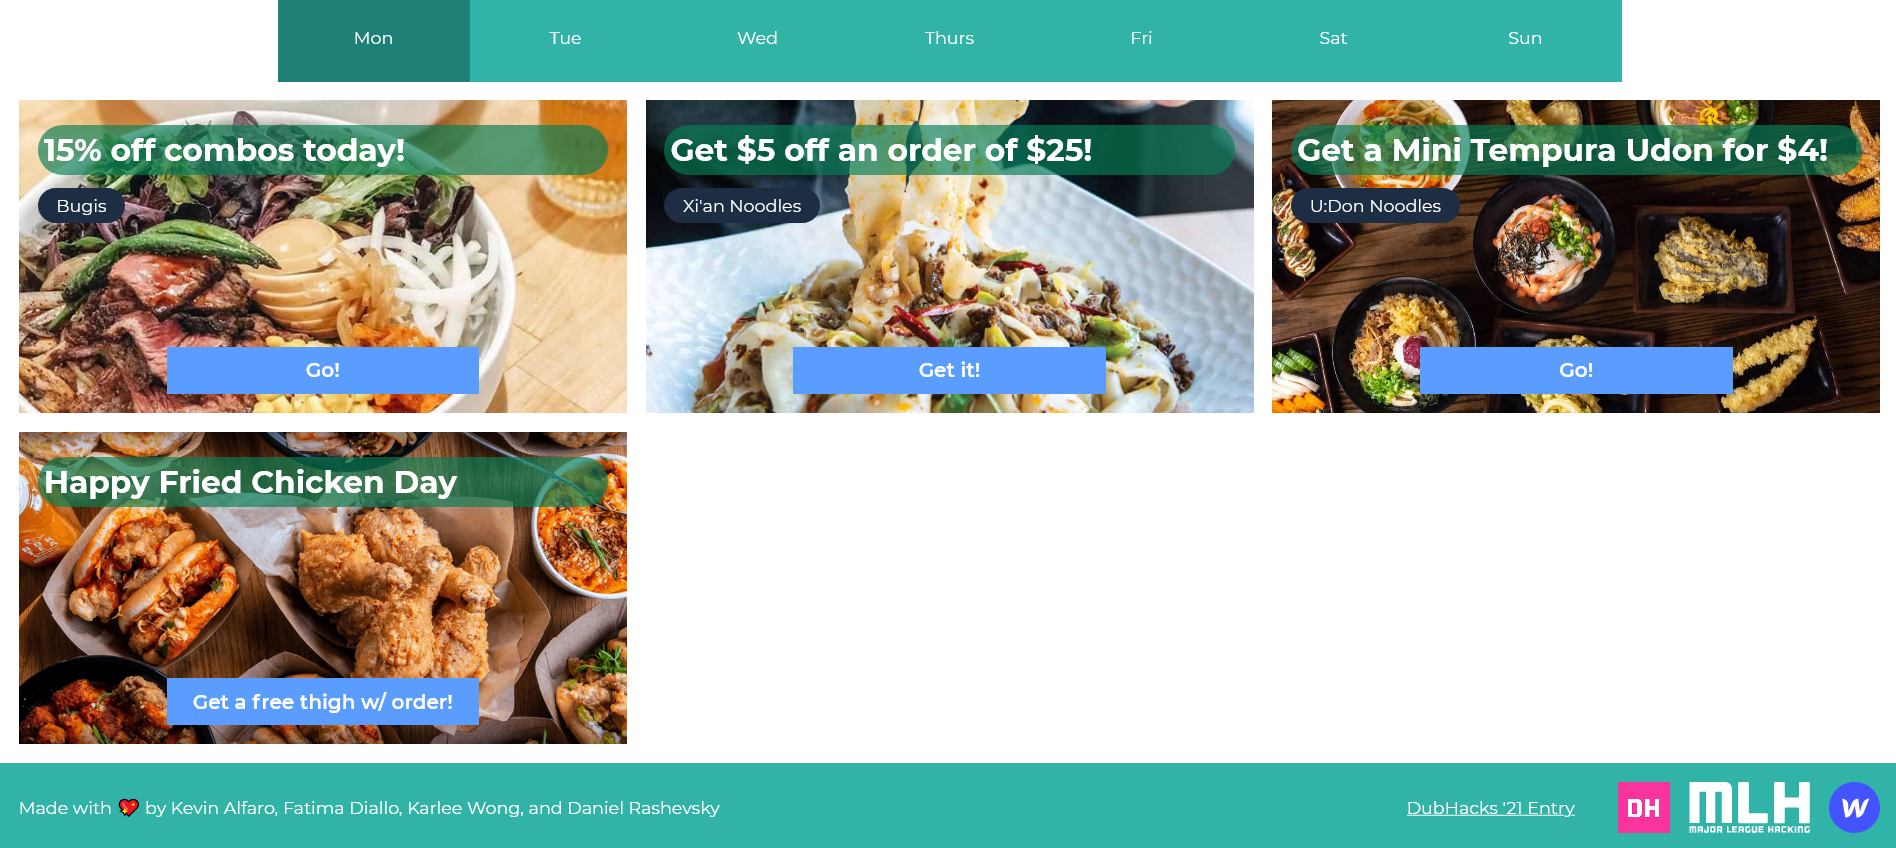 Mon
Tue
Wed
Thurs
Fri
Sat
Sun
15% off combos today!
Bugis
Go!
Get $5 off an order of $25!
Xi'an Noodles
Get it!
Get a Mini Tempura Udon for $4!
U:Don Noodles
Go!
Happy Fried Chicken Day
Get a free thigh w/ order!
Made with 💖 by Kevin Alfaro, Fatima Diallo, Karlee Wong, and Daniel Rashevsky
DubHacks '21 Entry
DH
MLH
MAJOR LEAGUE HACKING
W